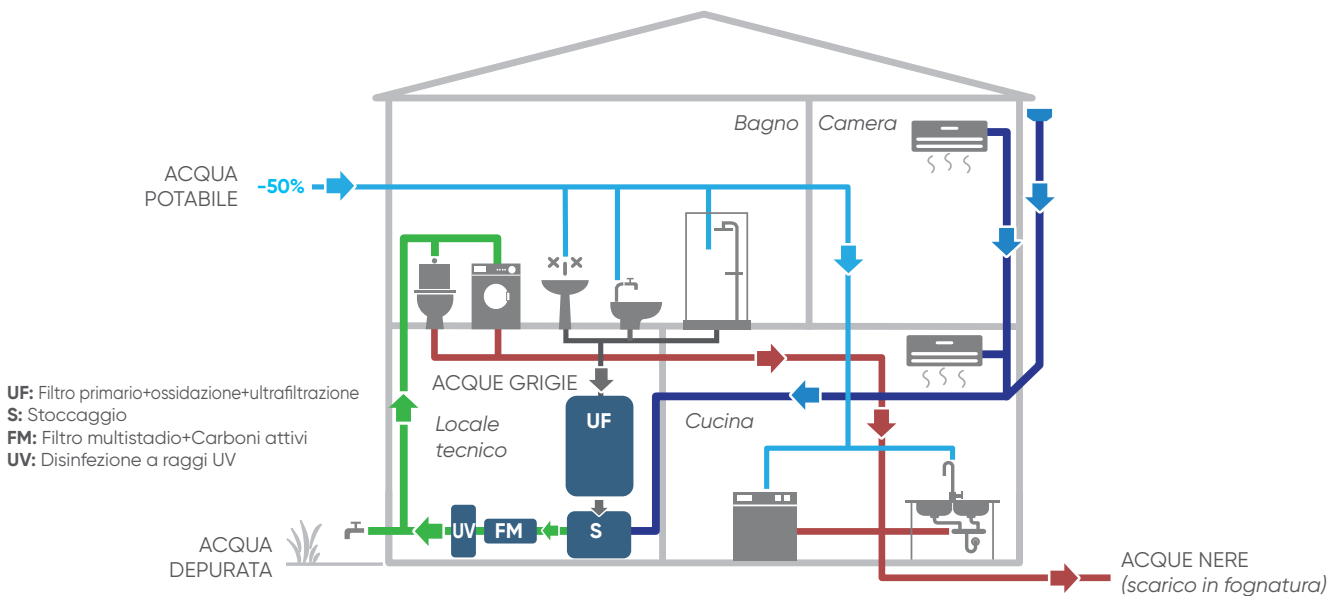 Bagno
Camera
ACQUA
POTABILE
-50%
ACQUE GRIGIE
UF: Filtro primario+ossidazione+ultrafiltrazione
S: Stoccaggio
FM: Filtro multistadio+Carboni attivi
UV: Disinfezione a raggi UV
Locale
tecnico
UF
Cucina
UV
FM
S
ACQUA
DEPURATA
ACQUE NERE
(scarico in fognatura)